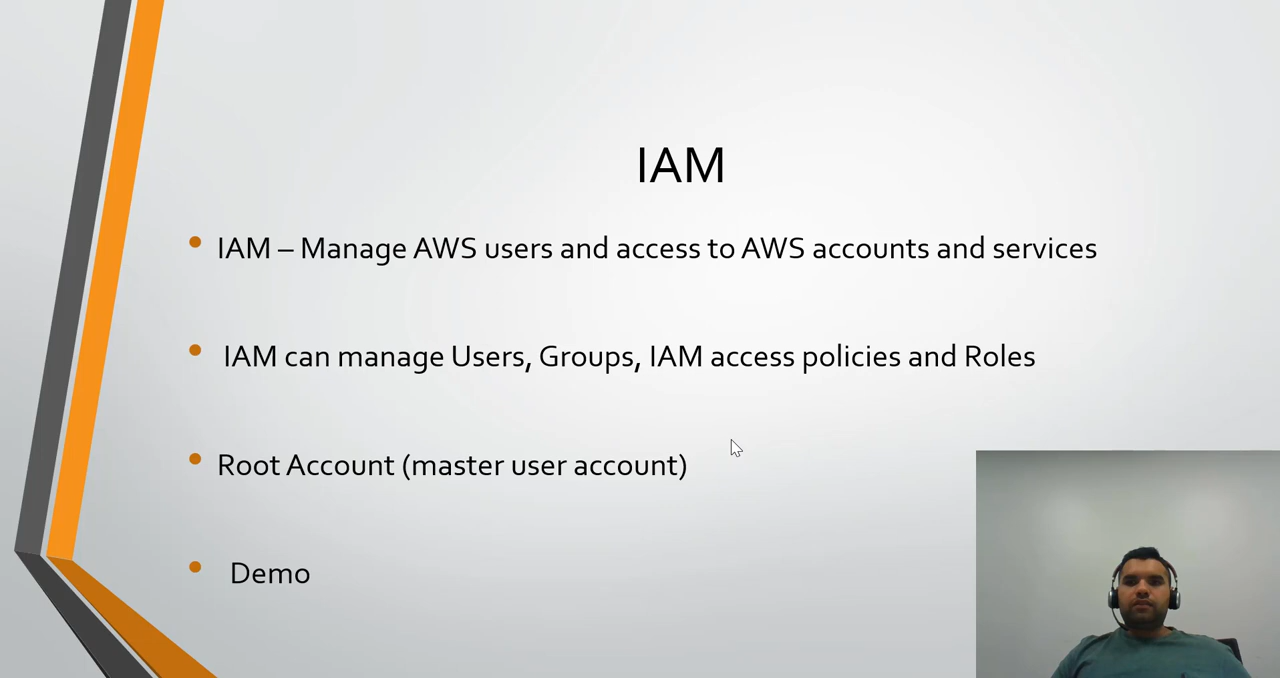 IAM
IAM – Manage AWS users and access to AWS accounts and services
IAM can manage Users, Groups, IAM access policies and Roles
Root Account (master user account)
Demo